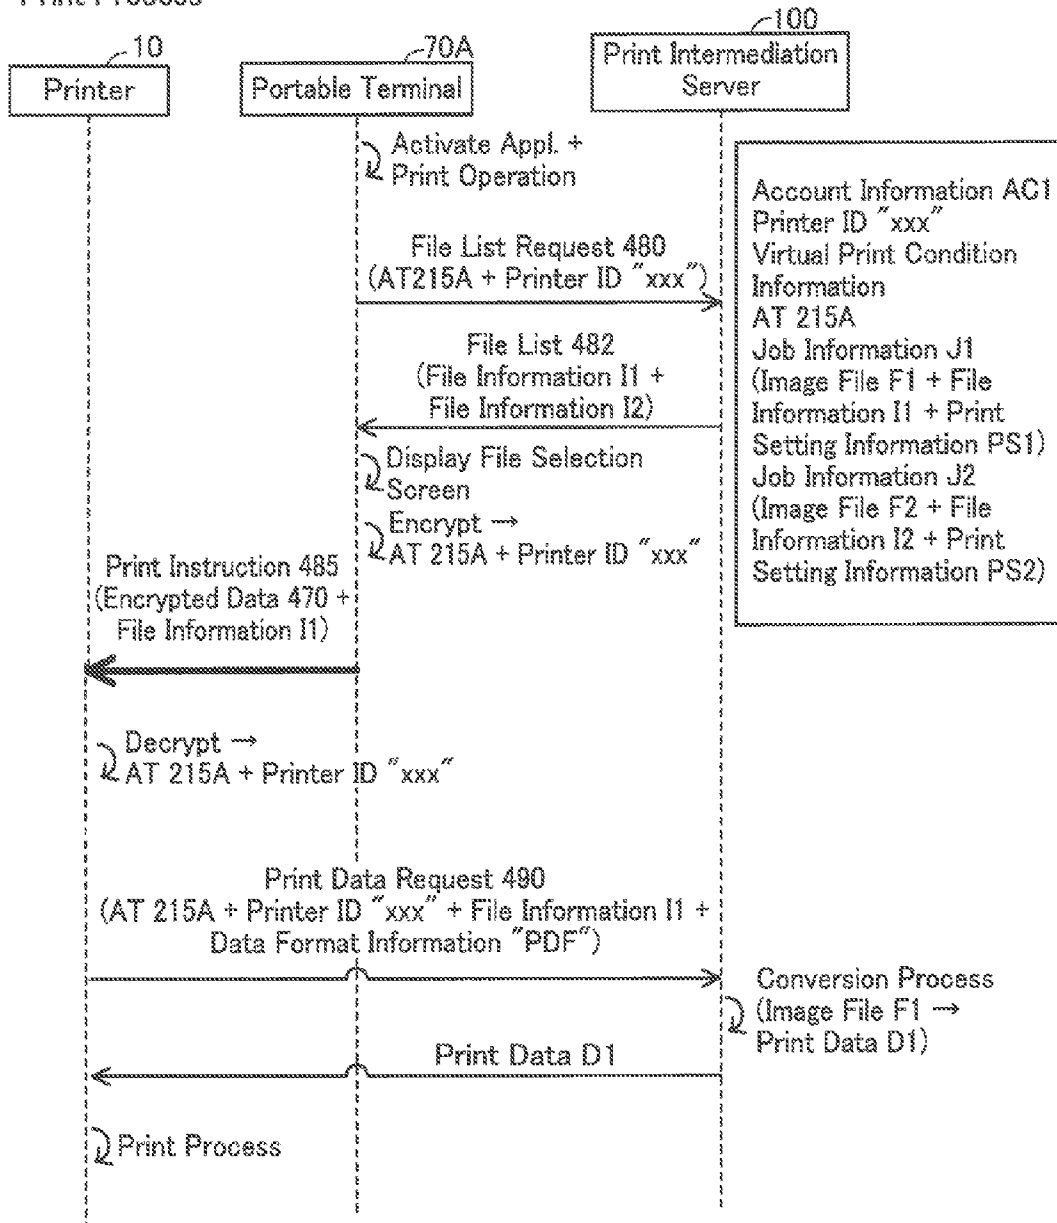 10
70A
100
Printer
Portable Terminal
Print Intermediation
Server
Activate Appl. +
Print Operation
Account Information AC1
Printer ID "xxx"
Virtual Print Condition
Information
AT 215A
Job Information J1
(Image File F1 + File
Information I1 + Print
Setting Information PS1)
Job Information J2
(Image File F2 + File
Information I2 + Print
Setting Information PS2)
File List Request 480
(AT215A + Printer ID "xxx")
File List 482
(File Information I1 +
File Information I2)
Display File Selection
Screen
Encrypt →
AT 215A + Printer ID "xxx"
Print Instruction 485
(Encrypted Data 470 +
File Information I1)
Decrypt →
AT 215A + Printer ID "xxx"
Print Data Request 490
(AT 215A + Printer ID "xxx" + File Information I1 +
Data Format Information "PDF")
Conversion Process
(Image File F1 →
Print Data D1)
Print Data D1
Print Process